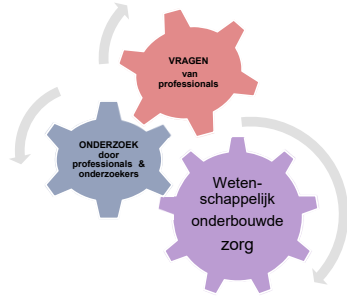 VRAGEN
van
professionals
ONDERZOEK
door
professionals &
onderzoekers
Weten-
schappelijk
onderbouwde
zorg